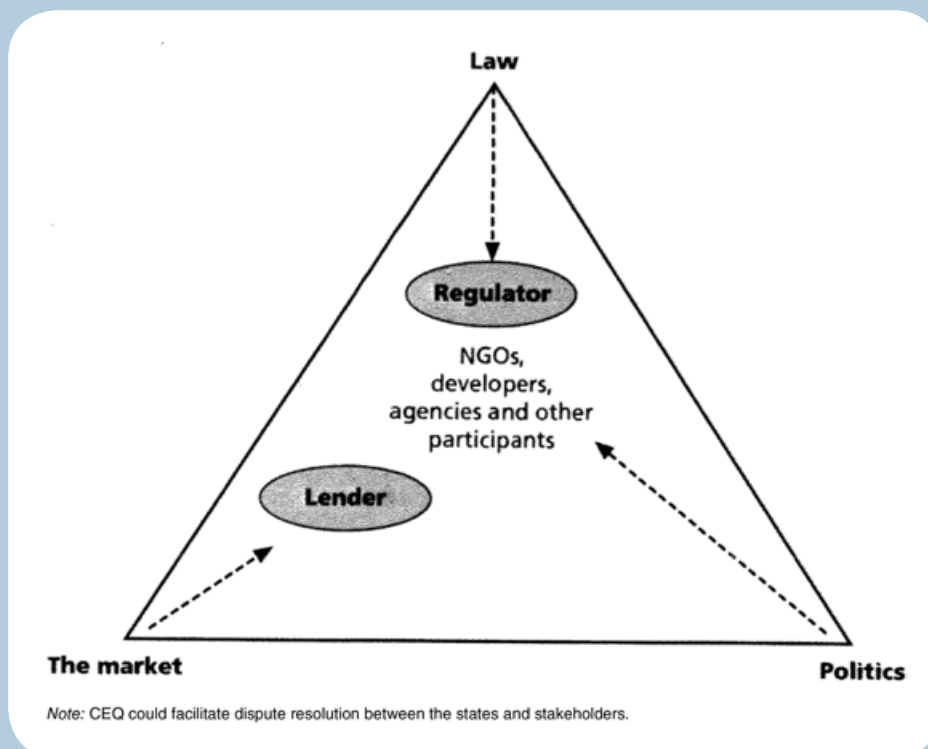 Law
Regulator
NGOs,
developers,
agencies and other
participants
Lender
The market
Politics
Note: CEQ could facilitate dispute resolution between the states and stakeholders.